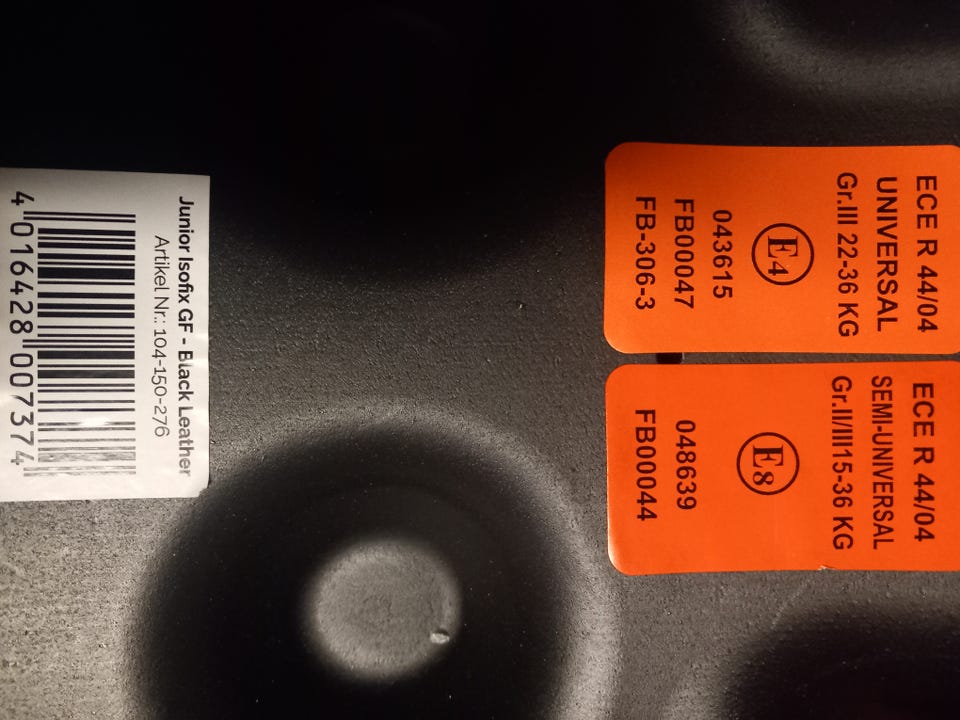 Junior Isofix GF - Black Leather
Artikel Nr.: 104-150-276
4 016428 007374
ECE R 44/04
UNIVERSAL
Gr.III 22-36 KG
E4
043615
FB00047
FB-306-3
ECE R 44/04
SEMI-UNIVERSAL
Gr.II/III15-36 KG
E8
048639
FB00044